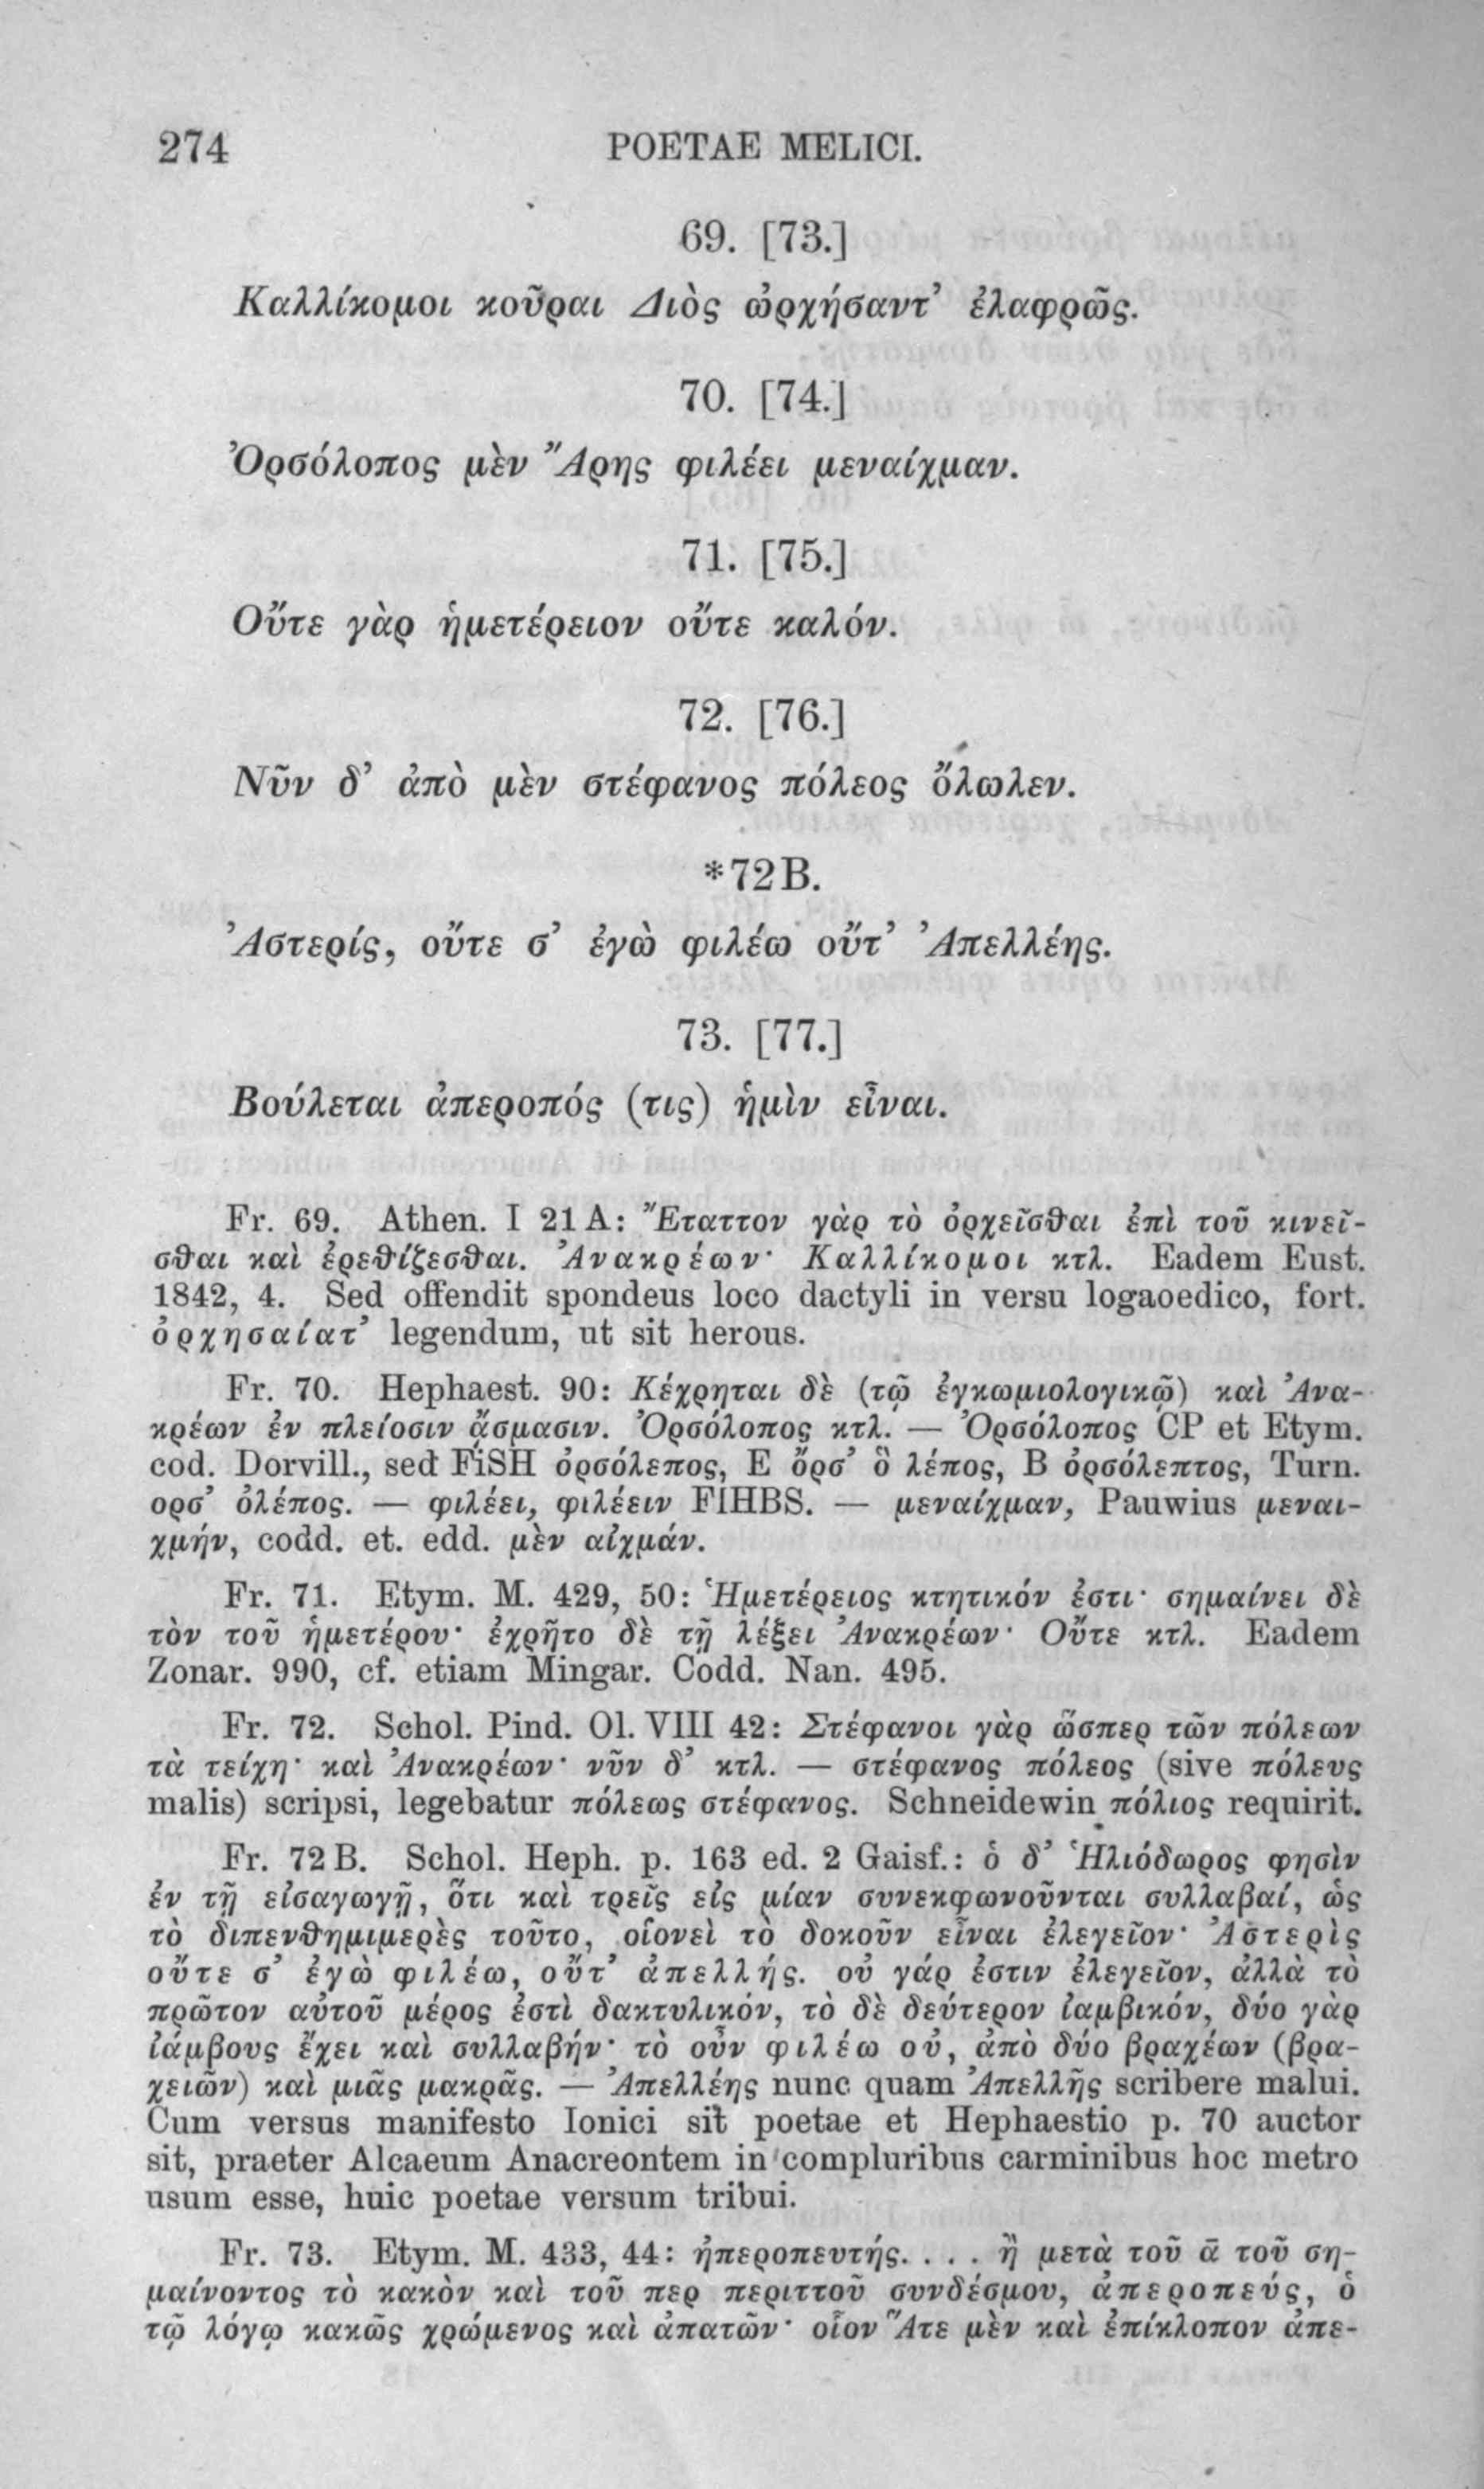 274 POETAE MELICI.
69. [73.]
Καλλίκομοι κοῦραι Διὸς ὠρχήσαντ’ ἐλαφρῶς.
70. [74.]
Ὀρσόλοπος μὲν Ἄρης φιλέει μεναίχμαν.
71. [75.]
Οὔτε γὰρ ἡμετέρειον οὔτε καλόν.
72. [76.]
Νῦν δ’ ἀπὸ μὲν στέφανος πόλεος ὄλωλεν.
*72B.
Ἀστερίς, οὔτε σ’ ἐγὼ φιλέω οὔτ’ Ἀπελλέης.
73. [77.]
Βούλεται ἀπεροπός (τις) ἡμὶν εἶναι.
Fr. 69. Athen. I 21 A: Ἔταττον γὰρ τὸ ὀρχεῖσθαι ἐπὶ τοῦ κινεῖ-
σθαι καὶ ἐρεθίζεσθαι. Ἀνακρέων· Καλλίκομοι κτλ. Eadem Eust.
1842, 4. Sed offendit spondeus loco dactyli in versu logaoedico, fort.
ὀρχησαίατ’ legendum, ut sit herous.
Fr. 70. Hephaest. 90: Κέχρηται δὲ (τῷ ἐγκωμιολογικῷ) καὶ Ἀνα-
κρέων ἐν πλείοσιν ᾄσμασιν. Ὀρσόλοπος κτλ. — Ὀρσόλοπος CP et Etym.
cod. Dorvill., sed FiSH ὀρσόλεπος, E ὄρσ’ ὃ λέπος, B ὀρσόλεπτος, Turn.
ορσ’ ὀλέπος. — φιλέει, φιλέειν FlHBS. — μεναίχμαν, Pauwius μεναι-
χμήν, codd. et. edd. μὲν αἰχμάν.
Fr. 71. Etym. M. 429, 50: Ἡμετέρειος κτητικόν ἐστι· σημαίνει δὲ
τὸν τοῦ ἡμετέρου· ἐχρῆτο δὲ τῇ λέξει Ἀνακρέων· Οὔτε κτλ. Eadem
Zonar. 990, cf. etiam Mingar. Codd. Nan. 495.
Fr. 72. Schol. Pind. Ol. VIII 42: Στέφανοι γὰρ ὥσπερ τῶν πόλεων
τὰ τείχη· καὶ Ἀνακρέων· νῦν δ’ κτλ. — στέφανος πόλεος (sive πόλευς
malis) scripsi, legebatur πόλεως στέφανος. Schneidewin πόλιος requirit.
Fr. 72 B. Schol. Heph. p. 163 ed. 2 Gaisf.: ὁ δ’ Ἡλιόδωρος φησὶν
ἐν τῇ εἰσαγωγῇ, ὅτι καὶ τρεῖς εἰς μίαν συνεκφωνοῦνται συλλαβαί, ὡς
τὸ διπενθημιμερὲς τοῦτο, οἱονεὶ τὸ δοκοῦν εἶναι ἐλεγεῖον· Ἀστερὶς
οὔτε σ’ ἐγὼ φιλέω, οὔτ’ ἀπελλής. οὐ γάρ ἐστιν ἐλεγεῖον, ἀλλὰ τὸ
πρῶτον αὐτοῦ μέρος ἐστὶ δακτυλικόν, τὸ δὲ δεύτερον ἰαμβικόν, δύο γὰρ
ἰάμβους ἔχει καὶ συλλαβήν· τὸ οὖν φιλέω οὐ, ἀπὸ δύο βραχέων (βρα-
χειῶν) καὶ μιᾶς μακρᾶς. — Ἀπελλέης nunc quam Ἀπελλῆς scribere malui.
Cum versus manifesto Ionici sit poetae et Hephaestio p. 70 auctor
sit, praeter Alcaeum Anacreontem in compluribus carminibus hoc metro
usum esse, huic poetae versum tribui.
Fr. 73. Etym. M. 433, 44: ἠπεροπευτής. . . . ἢ μετὰ τοῦ ᾱ τοῦ ση-
μαίνοντος τὸ κακὸν καὶ τοῦ περ περιττοῦ συνδέσμου, ἀπεροπεύς, ὁ
τῷ λόγῳ κακῶς χρώμενος καὶ ἀπατῶν· οἷον Ἅτε μὲν καὶ ἐπίκλοπον ἀπε-